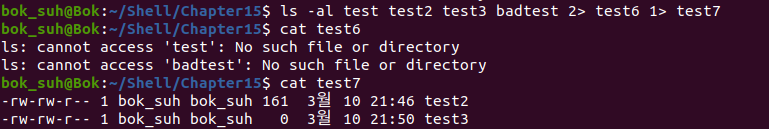 bok_suh@Bok:~/Shell/Chapter15$ ls -al test test2 test3 badtest 2> test6 1> test7
bok_suh@Bok:~/Shell/Chapter15$ cat test6
ls: cannot access 'test': No such file or directory
ls: cannot access 'badtest': No such file or directory
bok_suh@Bok:~/Shell/Chapter15$ cat test7
-rw-rw-r-- 1 bok_suh bok_suh 161  3월 10 21:46 test2
-rw-rw-r-- 1 bok_suh bok_suh   0  3월 10 21:50 test3